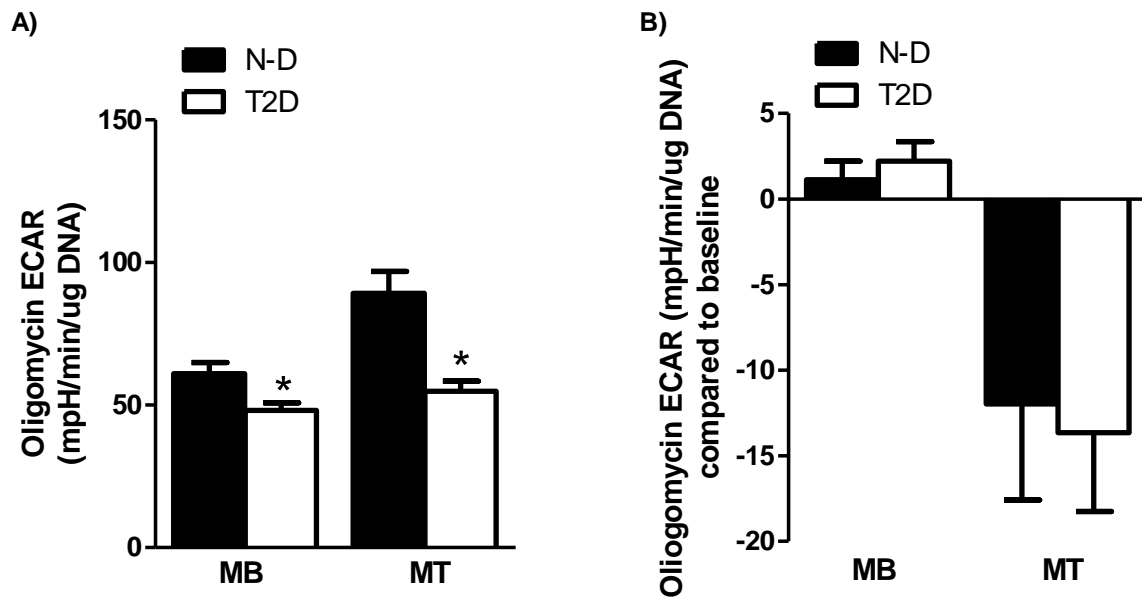 A)
N-D
T2D
Oligomycin ECAR
(mpH/min/ug DNA)
150
100
50
0
*
*
MB
MT
B)
N-D
T2D
Oliogomycin ECAR (mpH/min/ug DNA)
compared to baseline
5
0
-5
-10
-15
-20
MB
MT